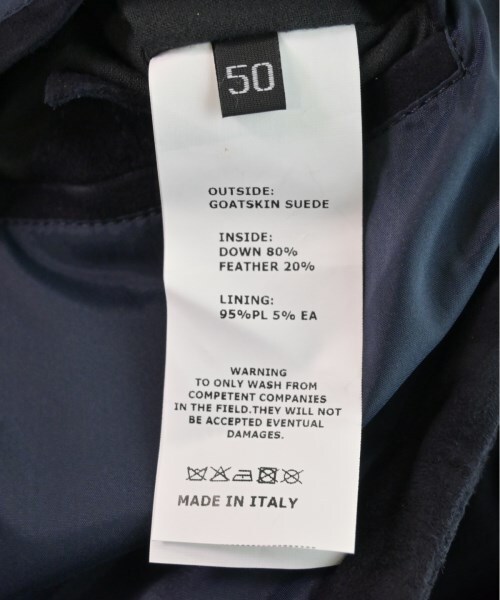 50
OUTSIDE:
GOATSKIN SUEDE
INSIDE:
DOWN 80%
FEATHER 20%
LINING:
95%PL 5% EA
WARNING
TO ONLY WASH FROM
COMPETENT COMPANIES
IN THE FIELD.THEY WILL NOT
BE ACCEPTED EVENTUAL
DAMAGES.
MADE IN ITALY